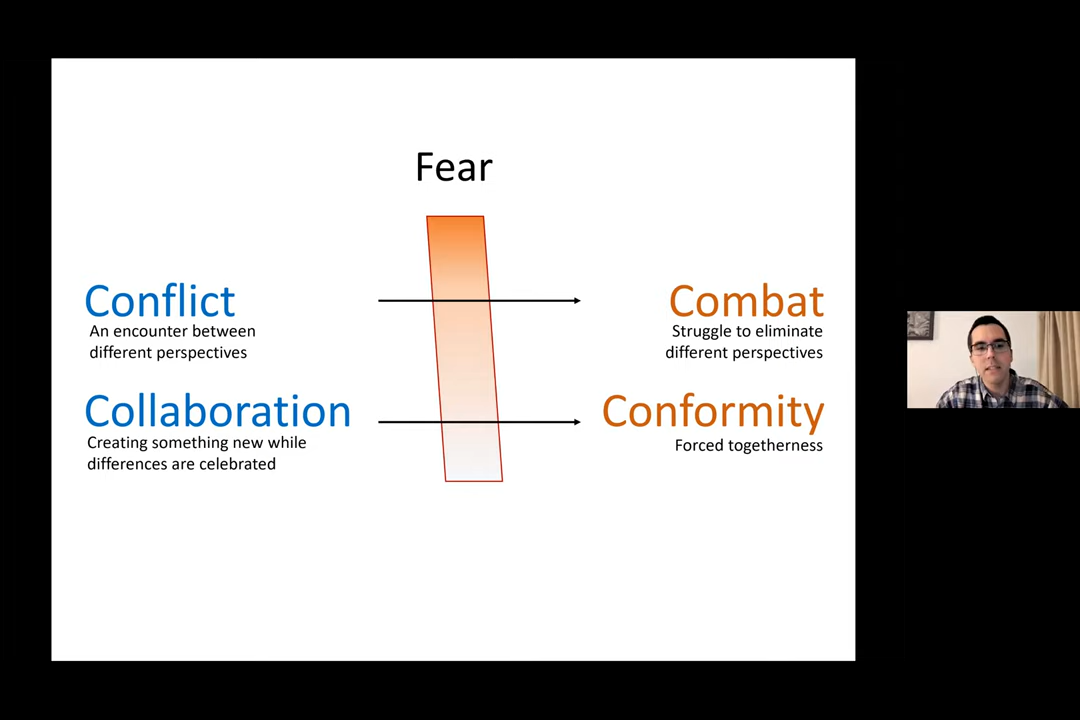 Fear
Conflict
An encounter between
different perspectives
Combat
Struggle to eliminate
different perspectives
Collaboration
Creating something new while
differences are celebrated
Conformity
Forced togetherness